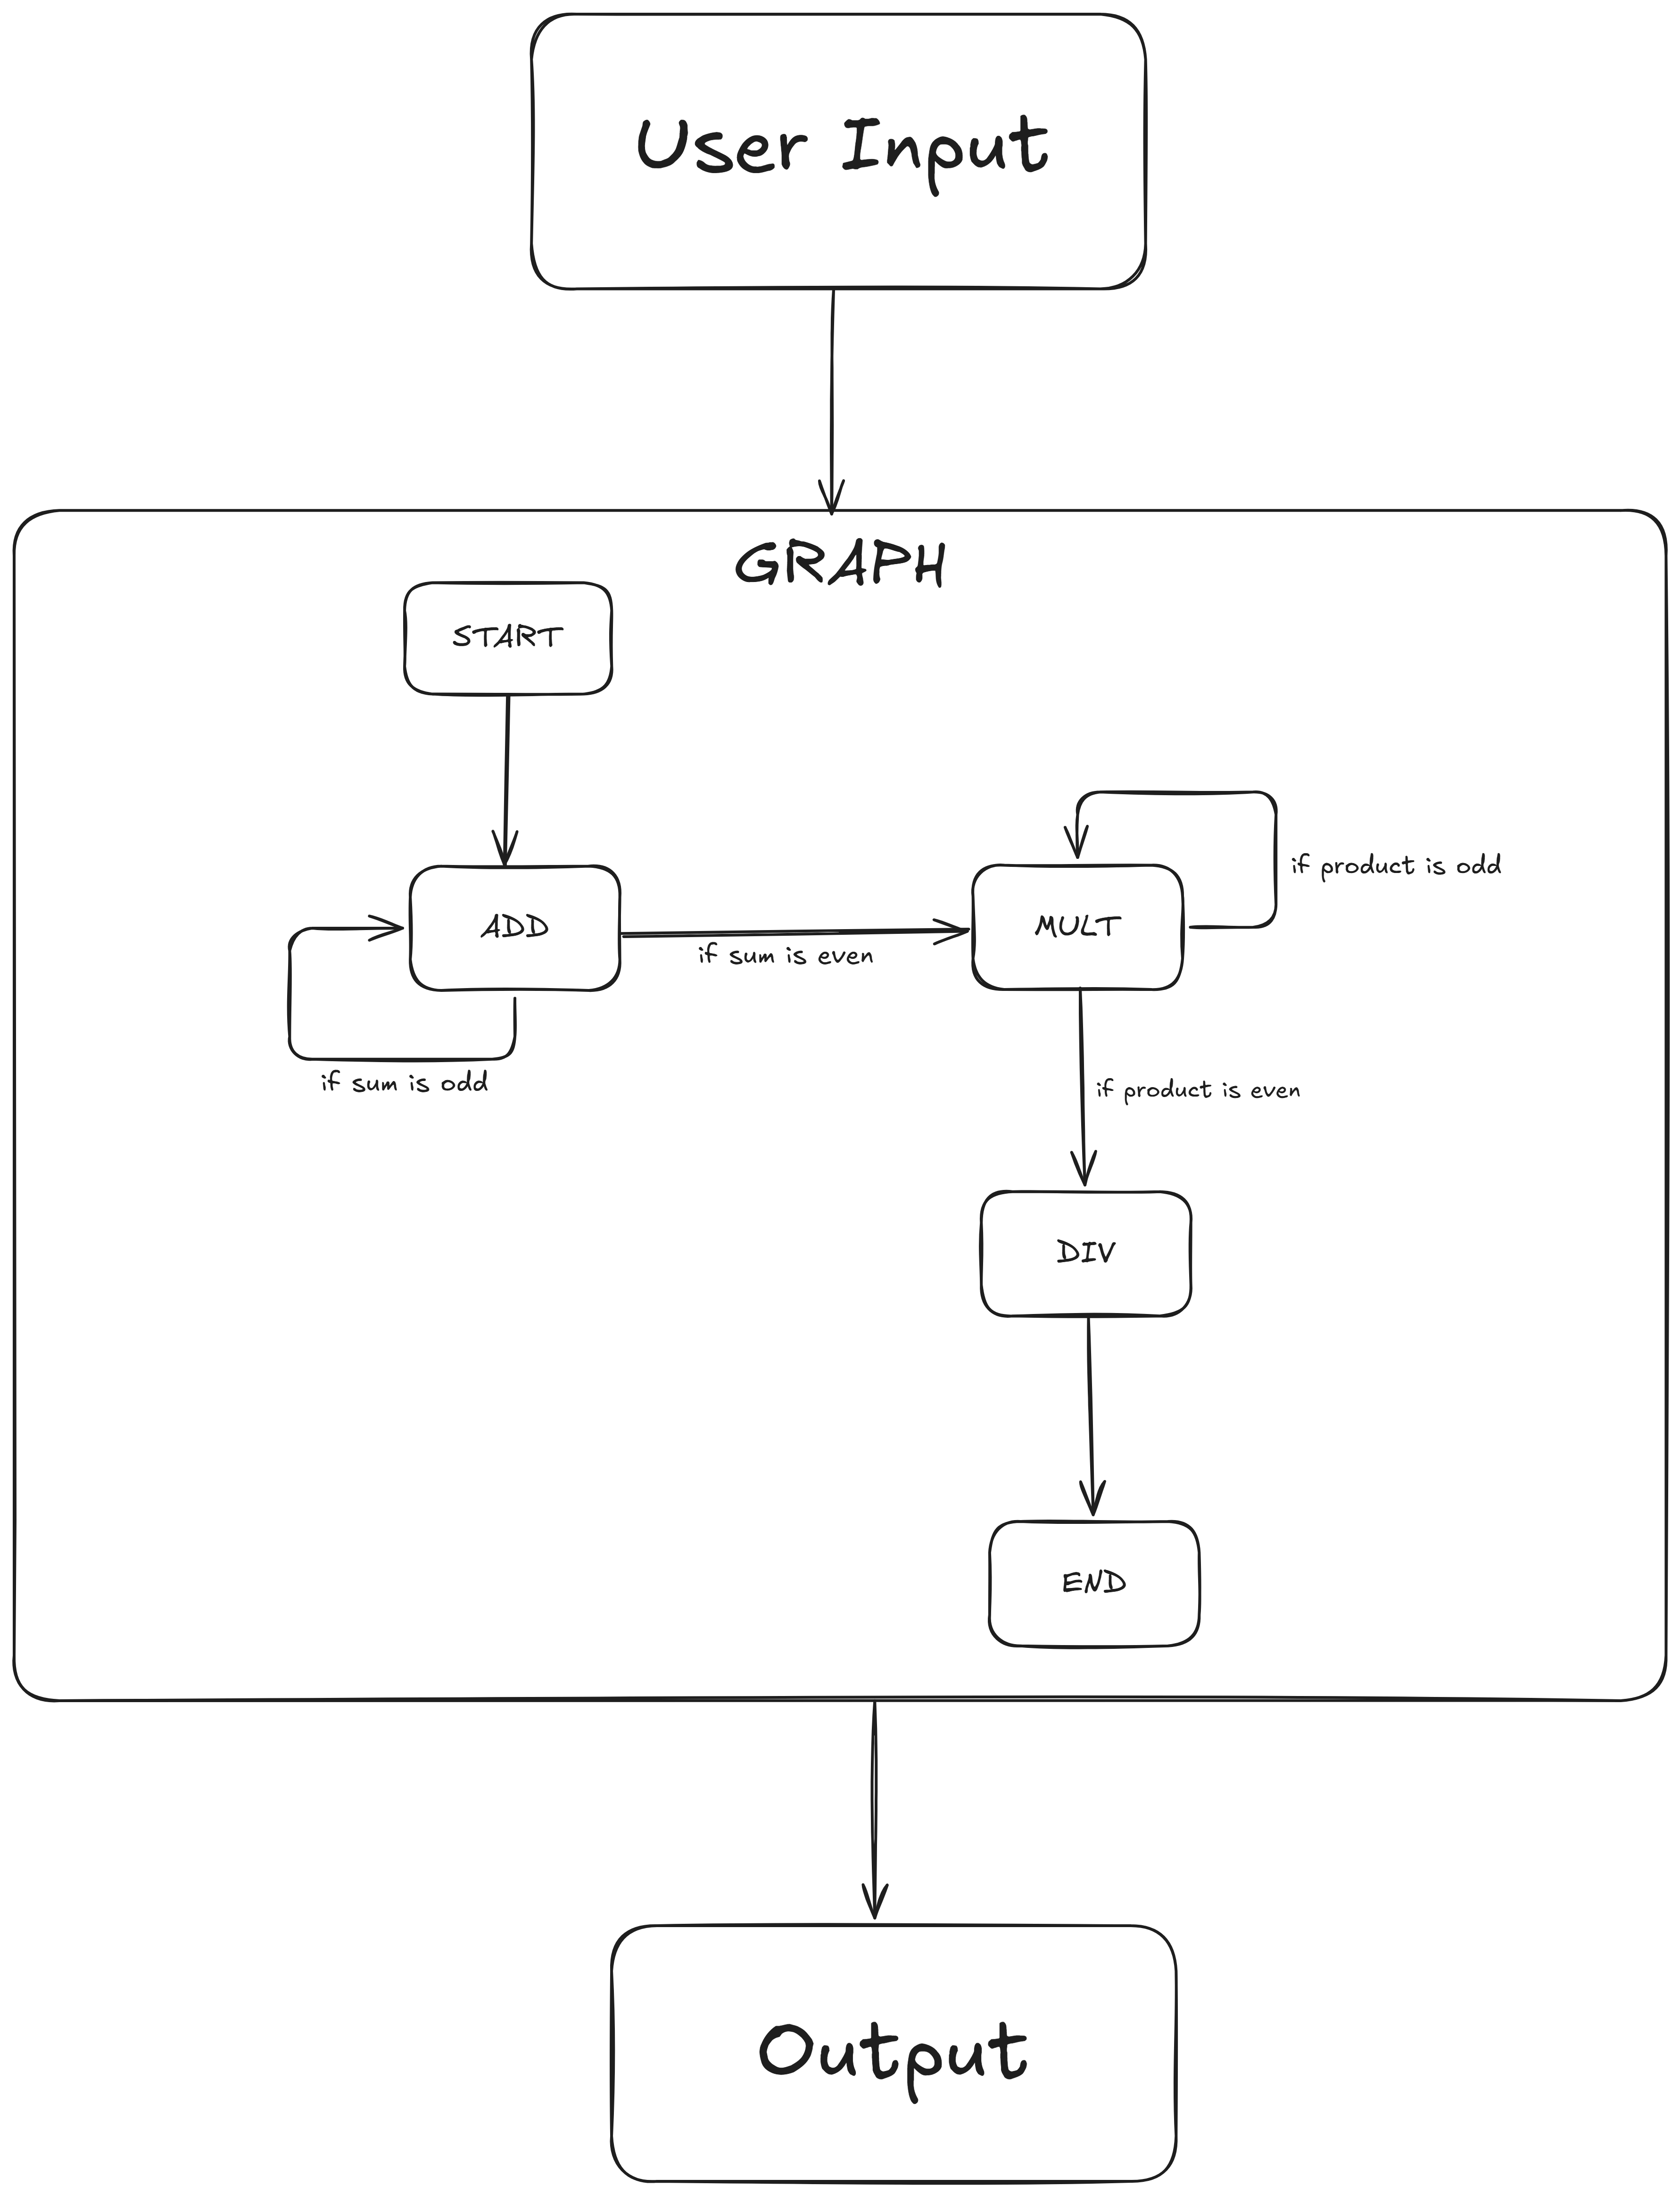 User Input
GRAPH
START
if product is odd
ADD
MULT
if sum is even
if sum is odd
if product is even
DIV
END
Output